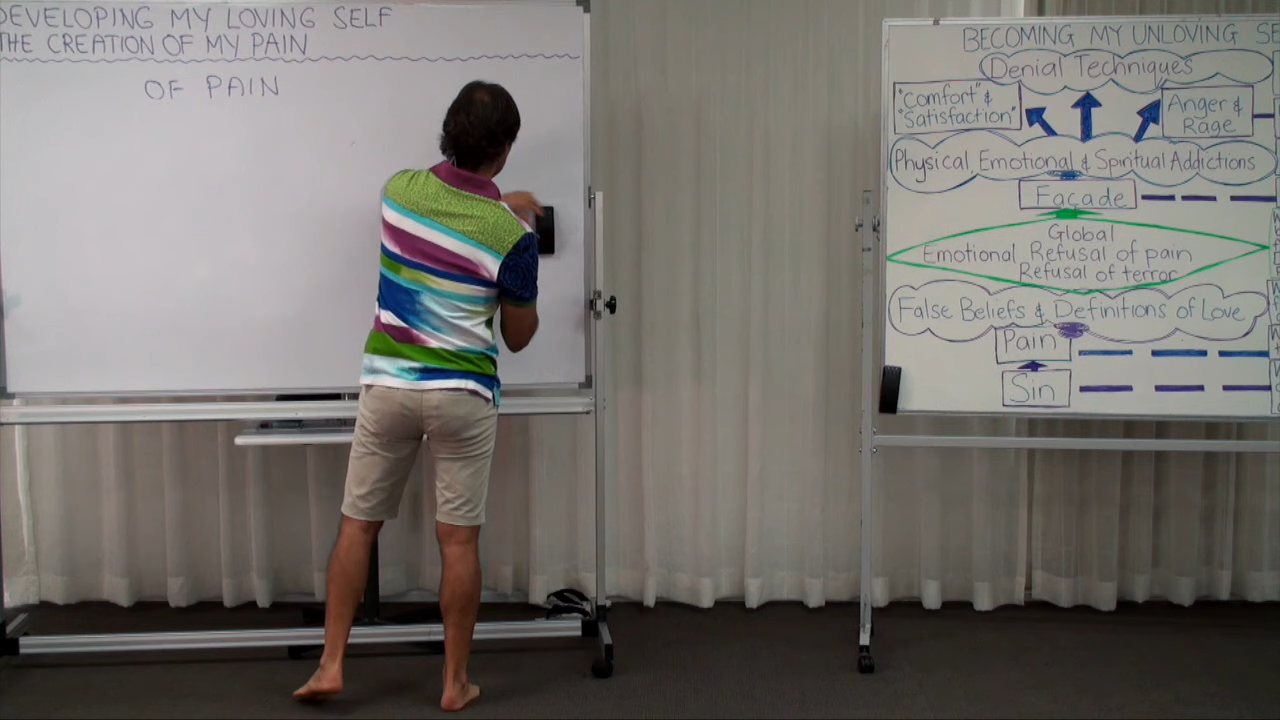 DEVELOPING MY LOVING SELF
THE CREATION OF MY PAIN
OF PAIN
BECOMING MY UNLOVING SE
Denial Techniques
"Comfort" &
"Satisfaction"
Anger &
Rage
Physical, Emotional & Spiritual Addictions
Façade
Global
Emotional Refusal of pain
Refusal of terror
False Beliefs & Definitions of Love
Pain
Sin